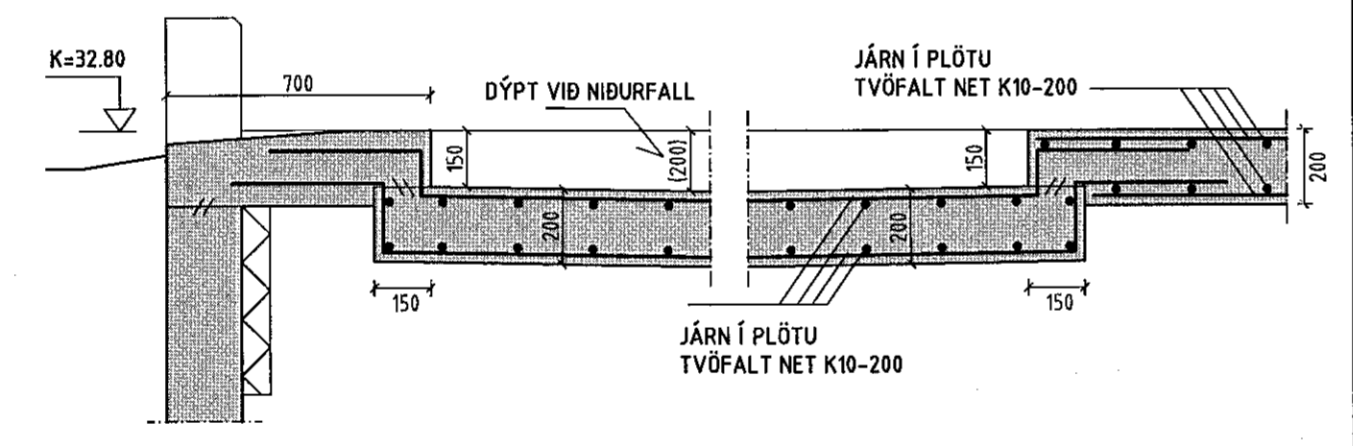 K=32.80
700
DÝPT VIÐ NIÐURFALL
JÁRN Í PLÖTU
TVÖFALT NET K10-200
150
(200)
150
200
200
200
150
150
JÁRN Í PLÖTU
TVÖFALT NET K10-200